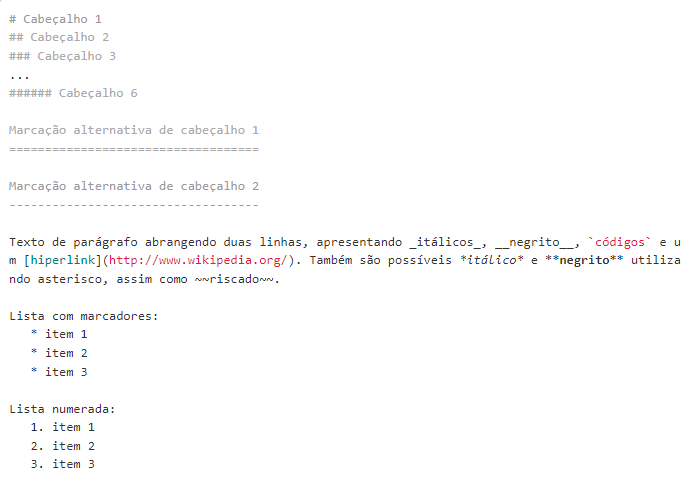 # Cabeçalho 1
## Cabeçalho 2
### Cabeçalho 3
...
###### Cabeçalho 6
Marcação alternativa de cabeçalho 1
===================================
Marcação alternativa de cabeçalho 2
-----------------------------------
Texto de parágrafo abrangendo duas linhas, apresentando _itálicos_, __negrito__, `códigos` e u
m [hiperlink](http://www.wikipedia.org/). Também são possíveis *itálico* e **negrito** utiliza
ndo asterisco, assim como ~~riscado~~.
Lista com marcadores:
   * item 1
   * item 2
   * item 3
Lista numerada:
   1. item 1
   2. item 2
   3. item 3